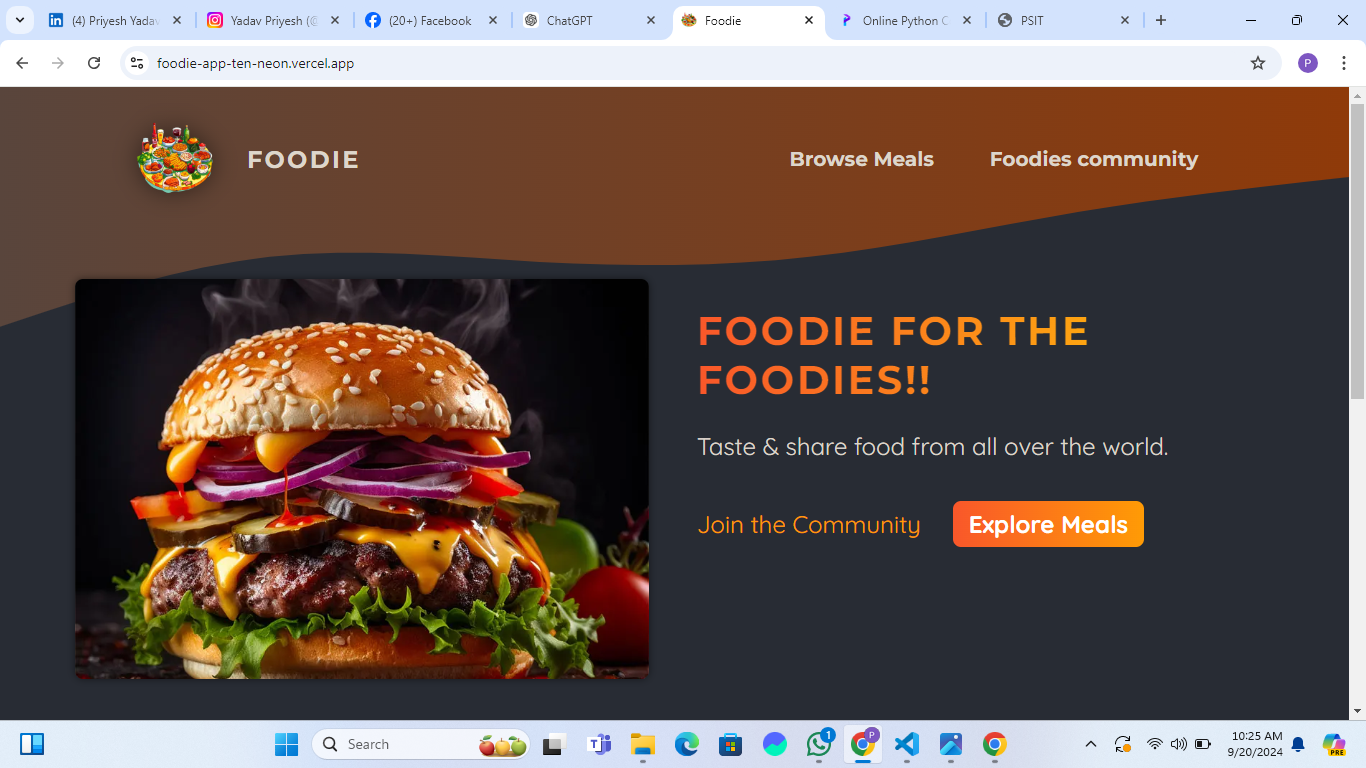 (4) Priyesh Yadav
Yadav Priyesh (@
(20+) Facebook
ChatGPT
Foodie
Online Python C
PSIT
foodie-app-ten-neon.vercel.app
P
FOODIE
Browse Meals
Foodies community
FOODIE FOR THE
FOODIES!!
Taste & share food from all over the world.
Join the Community
Explore Meals
Search
1
P
10:25 AM
9/20/2024
PRE